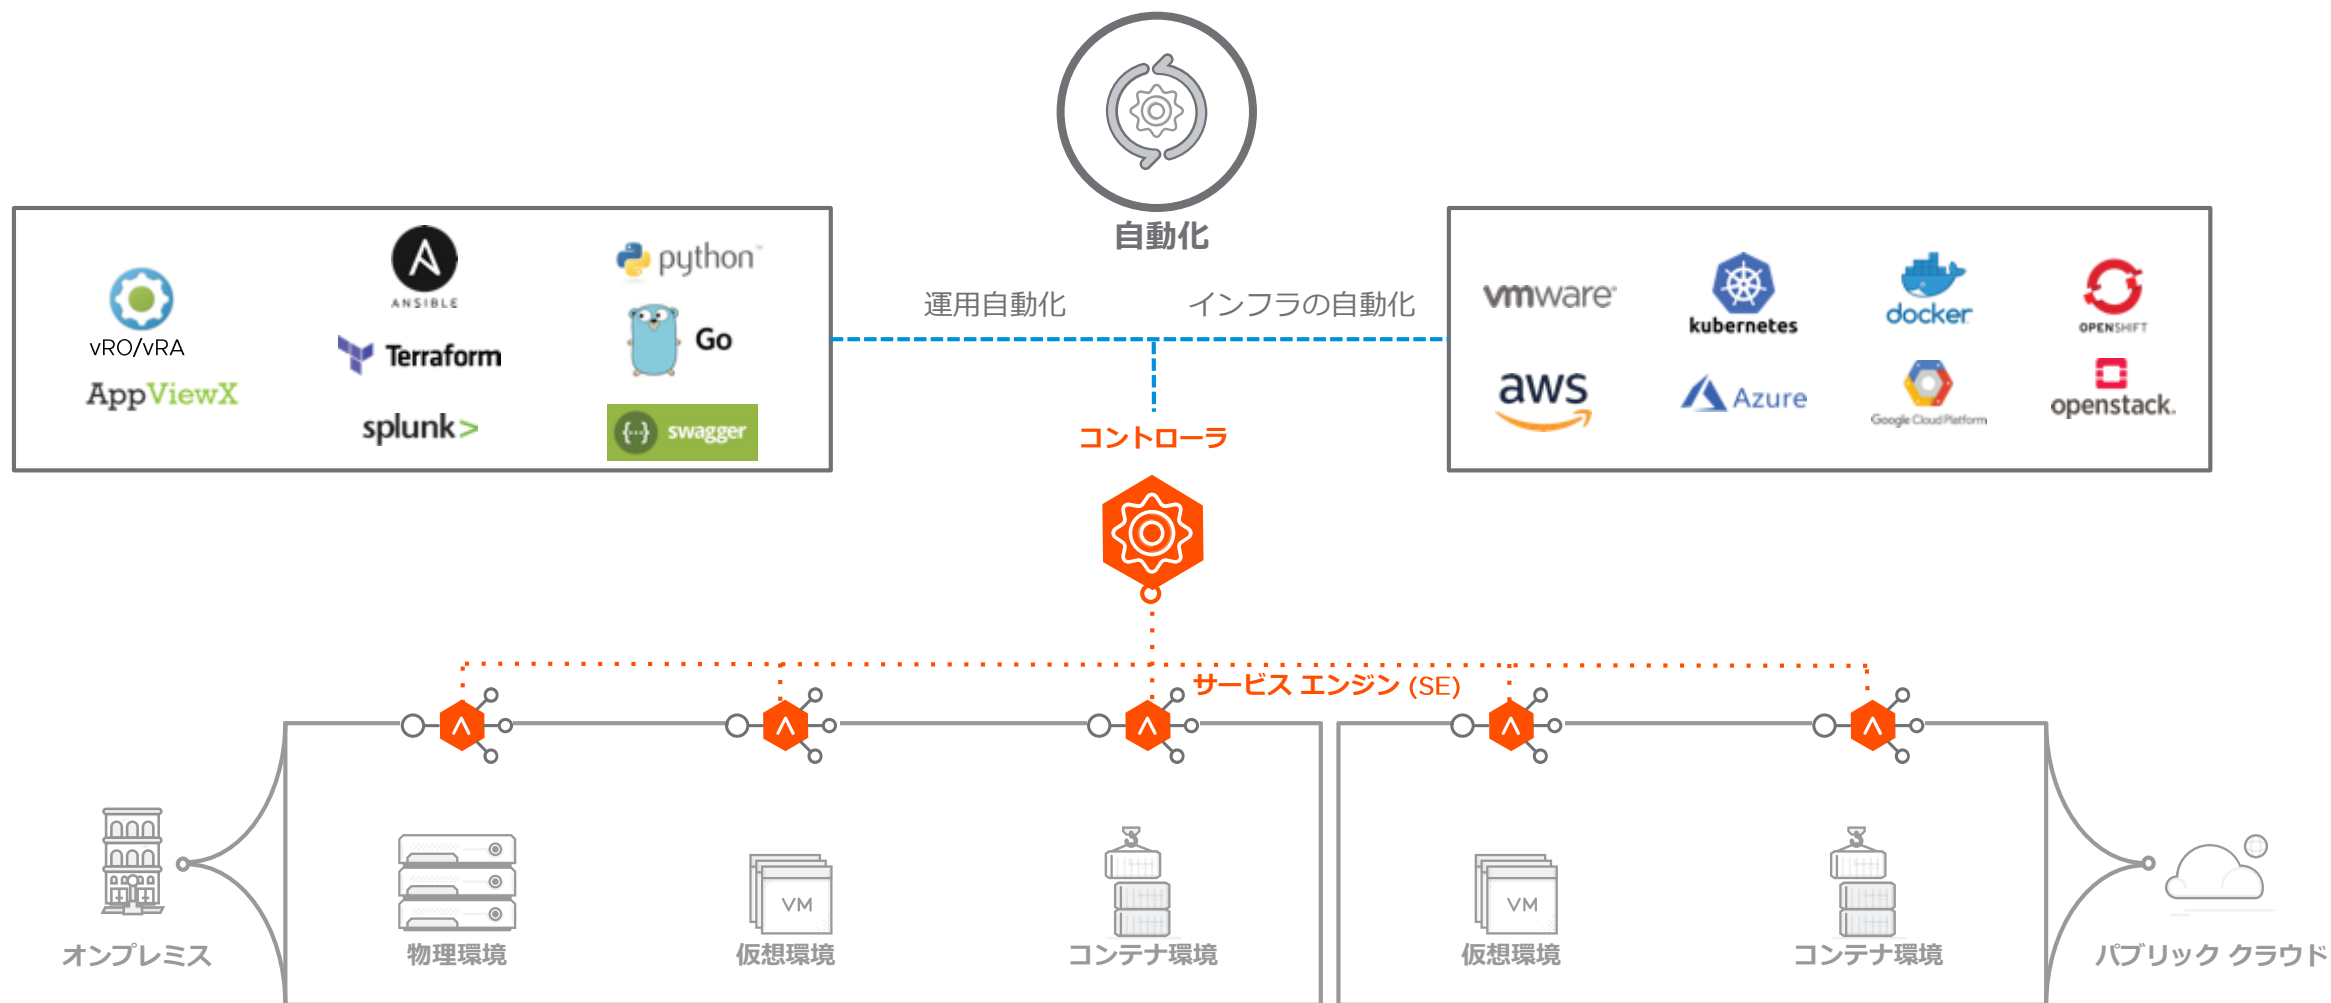 自動化
運用自動化
インフラの自動化
vRO/vRA
AppViewX
ANSIBLE
Terraform
splunk>
python™
Go
{···} swagger
vmware®
kubernetes
docker
OPENSHIFT
aws
Azure
Google Cloud Platform
openstack.
コントローラ
サービス エンジン (SE)
オンプレミス
物理環境
VM
仮想環境
コンテナ環境
VM
仮想環境
コンテナ環境
パブリック クラウド